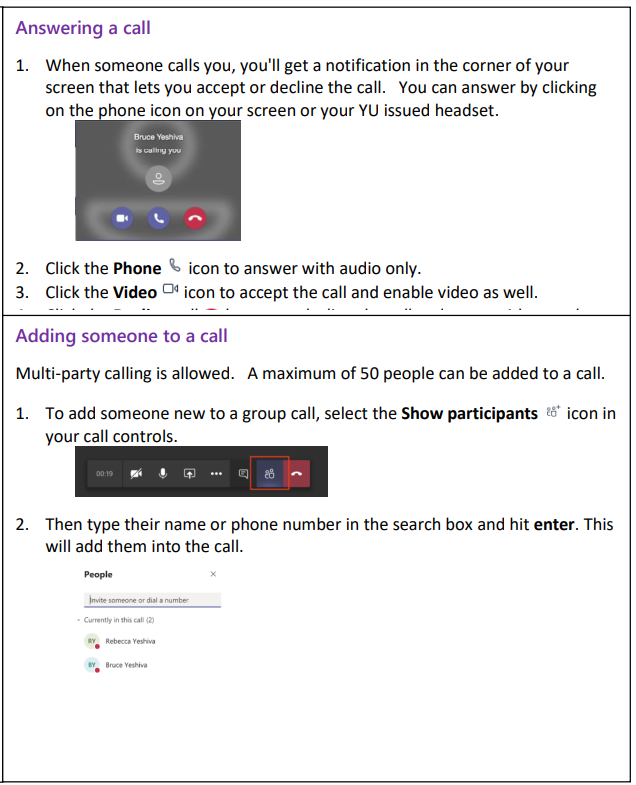 Answering a call
1. When someone calls you, you'll get a notification in the corner of your
screen that lets you accept or decline the call. You can answer by clicking
on the phone icon on your screen or your YU issued headset.
Bruce Yeshiva
is calling you
2. Click the Phone icon to answer with audio only.
3. Click the Video icon to accept the call and enable video as well.
Adding someone to a call
Multi-party calling is allowed. A maximum of 50 people can be added to a call.
1. To add someone new to a group call, select the Show participants icon in
your call controls.
00:19
2. Then type their name or phone number in the search box and hit enter. This
will add them into the call.
People
Invite someone or dial a number
Currently in this call (2)
RY Rebecca Yeshiva
BY Bruce Yeshiva